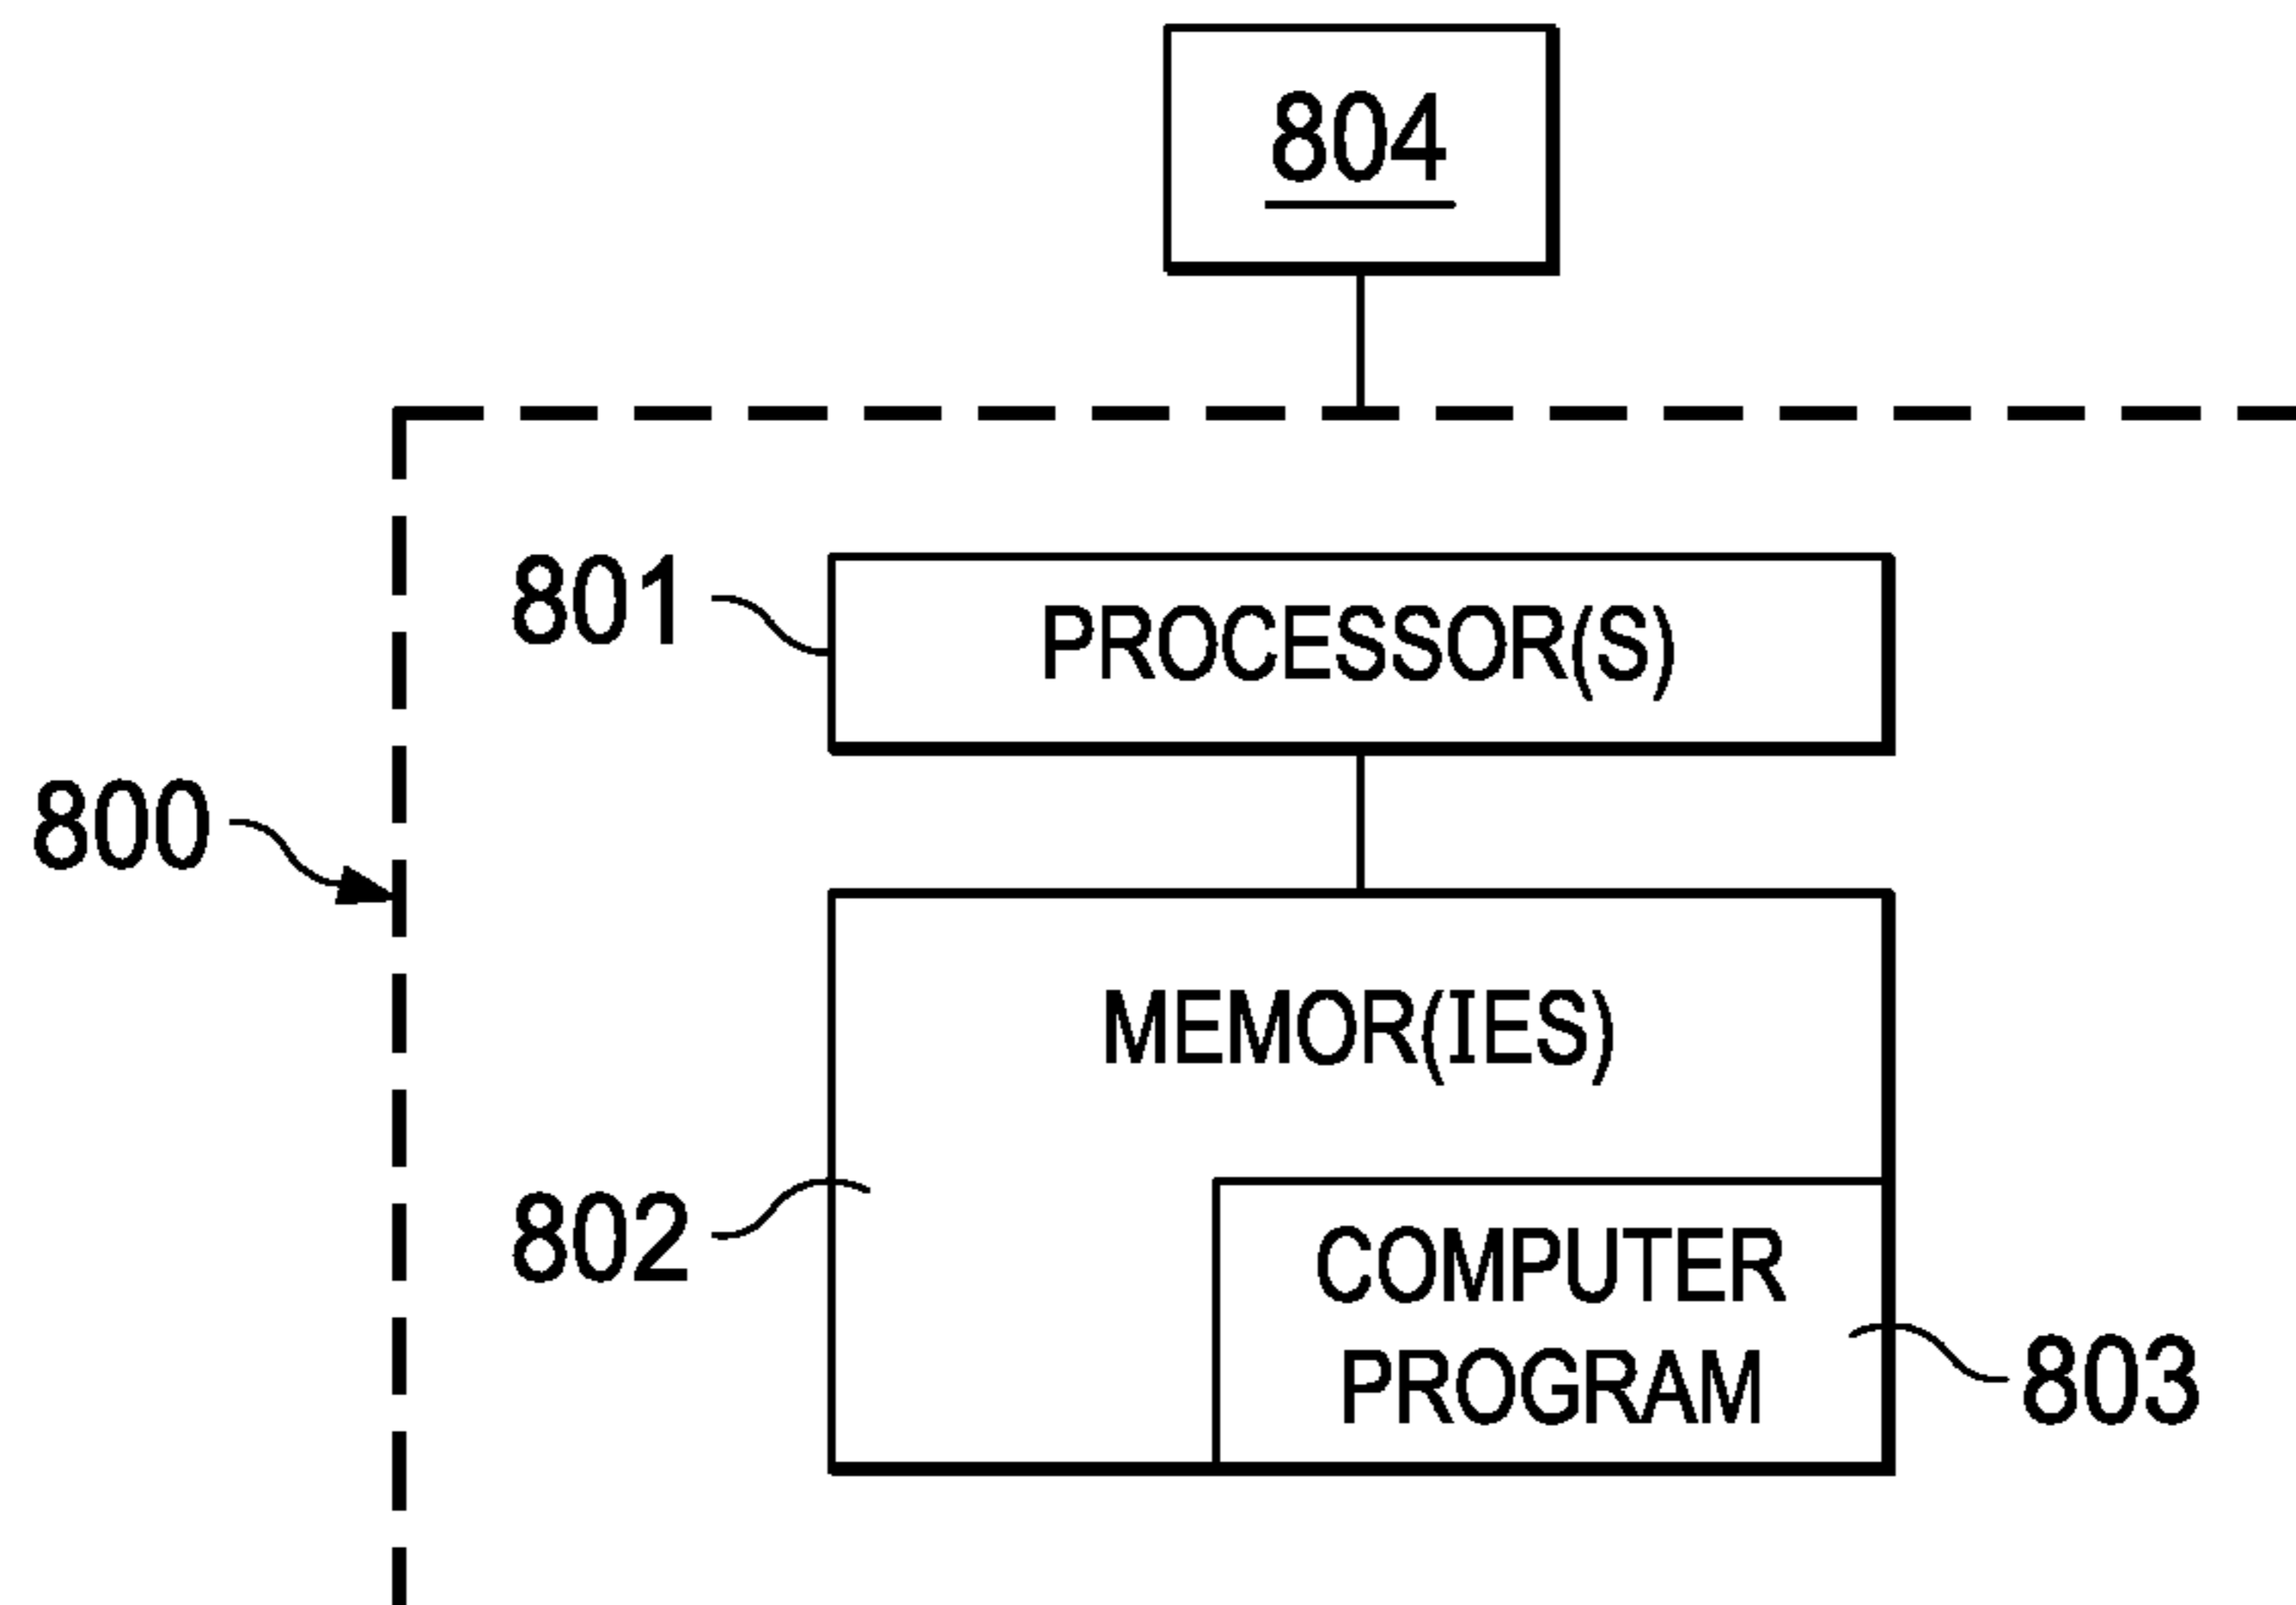 804
801
PROCESSOR(S)
800
MEMOR(IES)
802
COMPUTER
PROGRAM
803